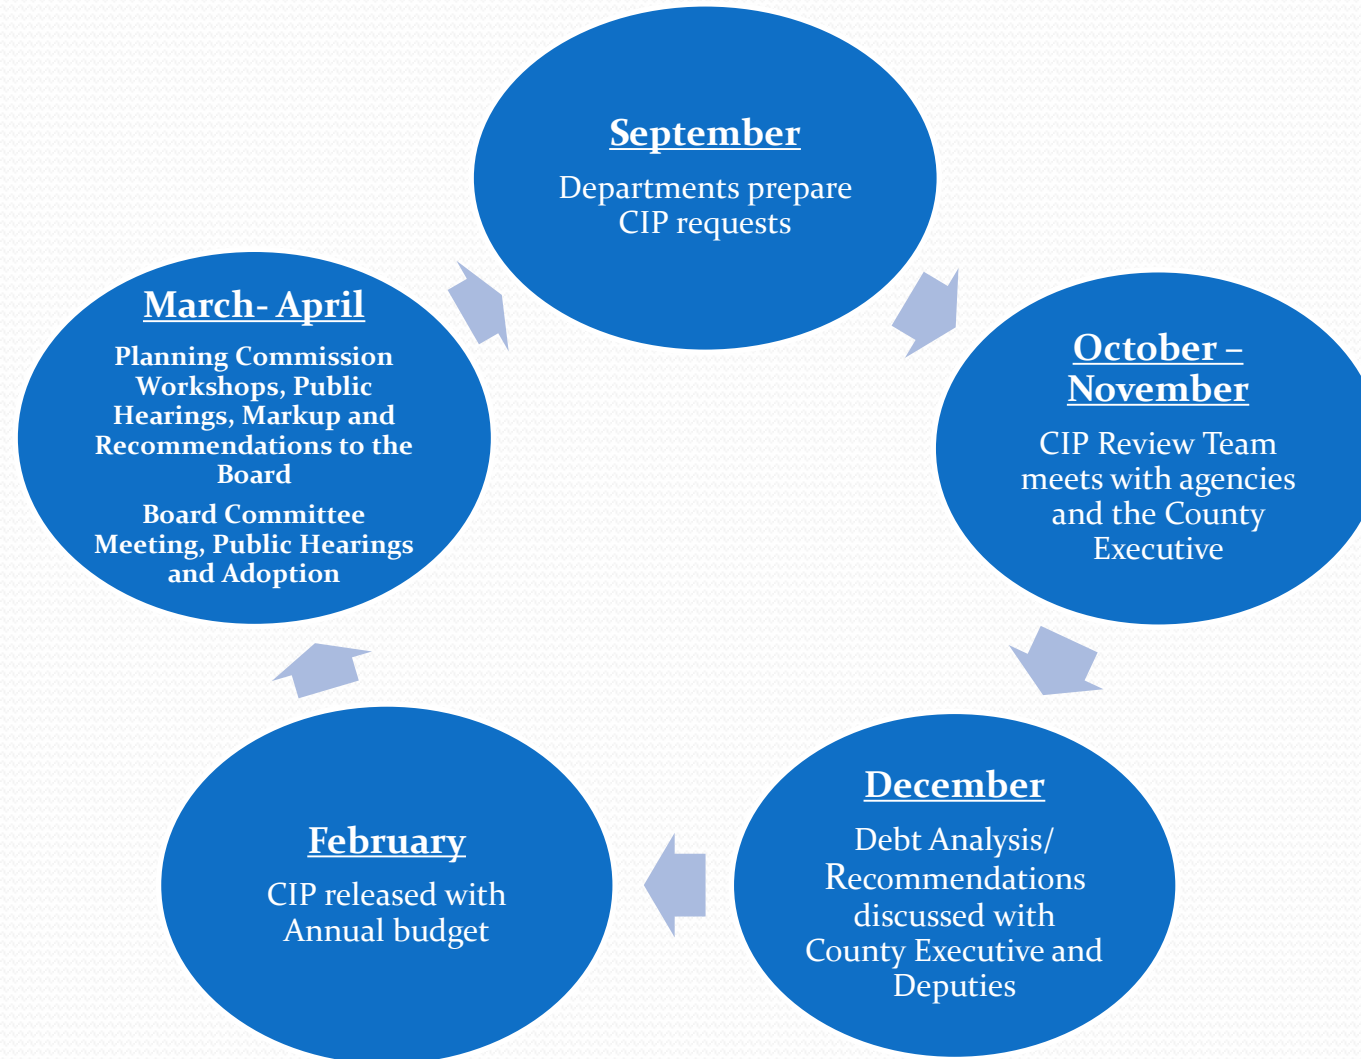 September
Departments prepare
CIP requests
October –
November
CIP Review Team
meets with agencies
and the County
Executive
December
Debt Analysis/
Recommendations
discussed with
County Executive and
Deputies
February
CIP released with
Annual budget
March- April
Planning Commission
Workshops, Public
Hearings, Markup and
Recommendations to the
Board
Board Committee
Meeting, Public Hearings
and Adoption